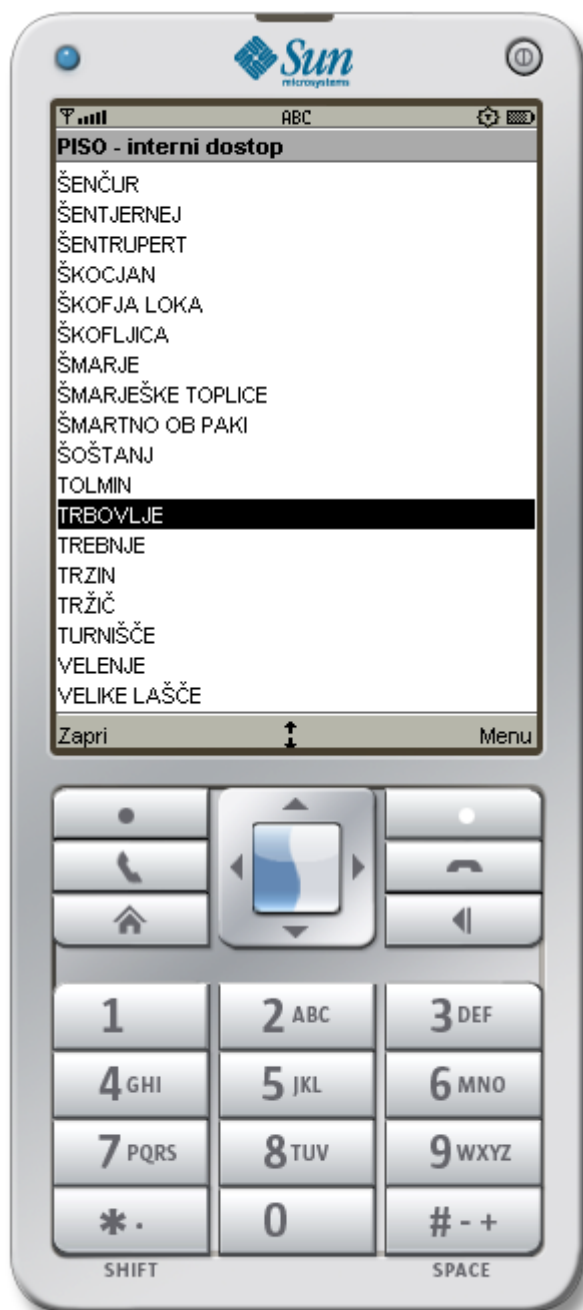 Sun
microsystems
ABC
PISO - interni dostop
ŠENČUR
ŠENTJERNEJ
ŠENTRUPERT
ŠKOCJAN
ŠKOFJA LOKA
ŠKOFLJICA
ŠMARJE
ŠMARJEŠKE TOPLICE
ŠMARTNO OB PAKI
ŠOŠTANJ
TOLMIN
TRBOVLJE
TREBNJE
TRZIN
TRŽIČ
TURNIŠČE
VELENJE
VELIKE LAŠČE
Zapri Menu
1 2 ABC 3 DEF
4 GHI 5 JKL 6 MNO
7 PQRS 8 TUV 9 WXYZ
* . 0 # - +
SHIFT SPACE